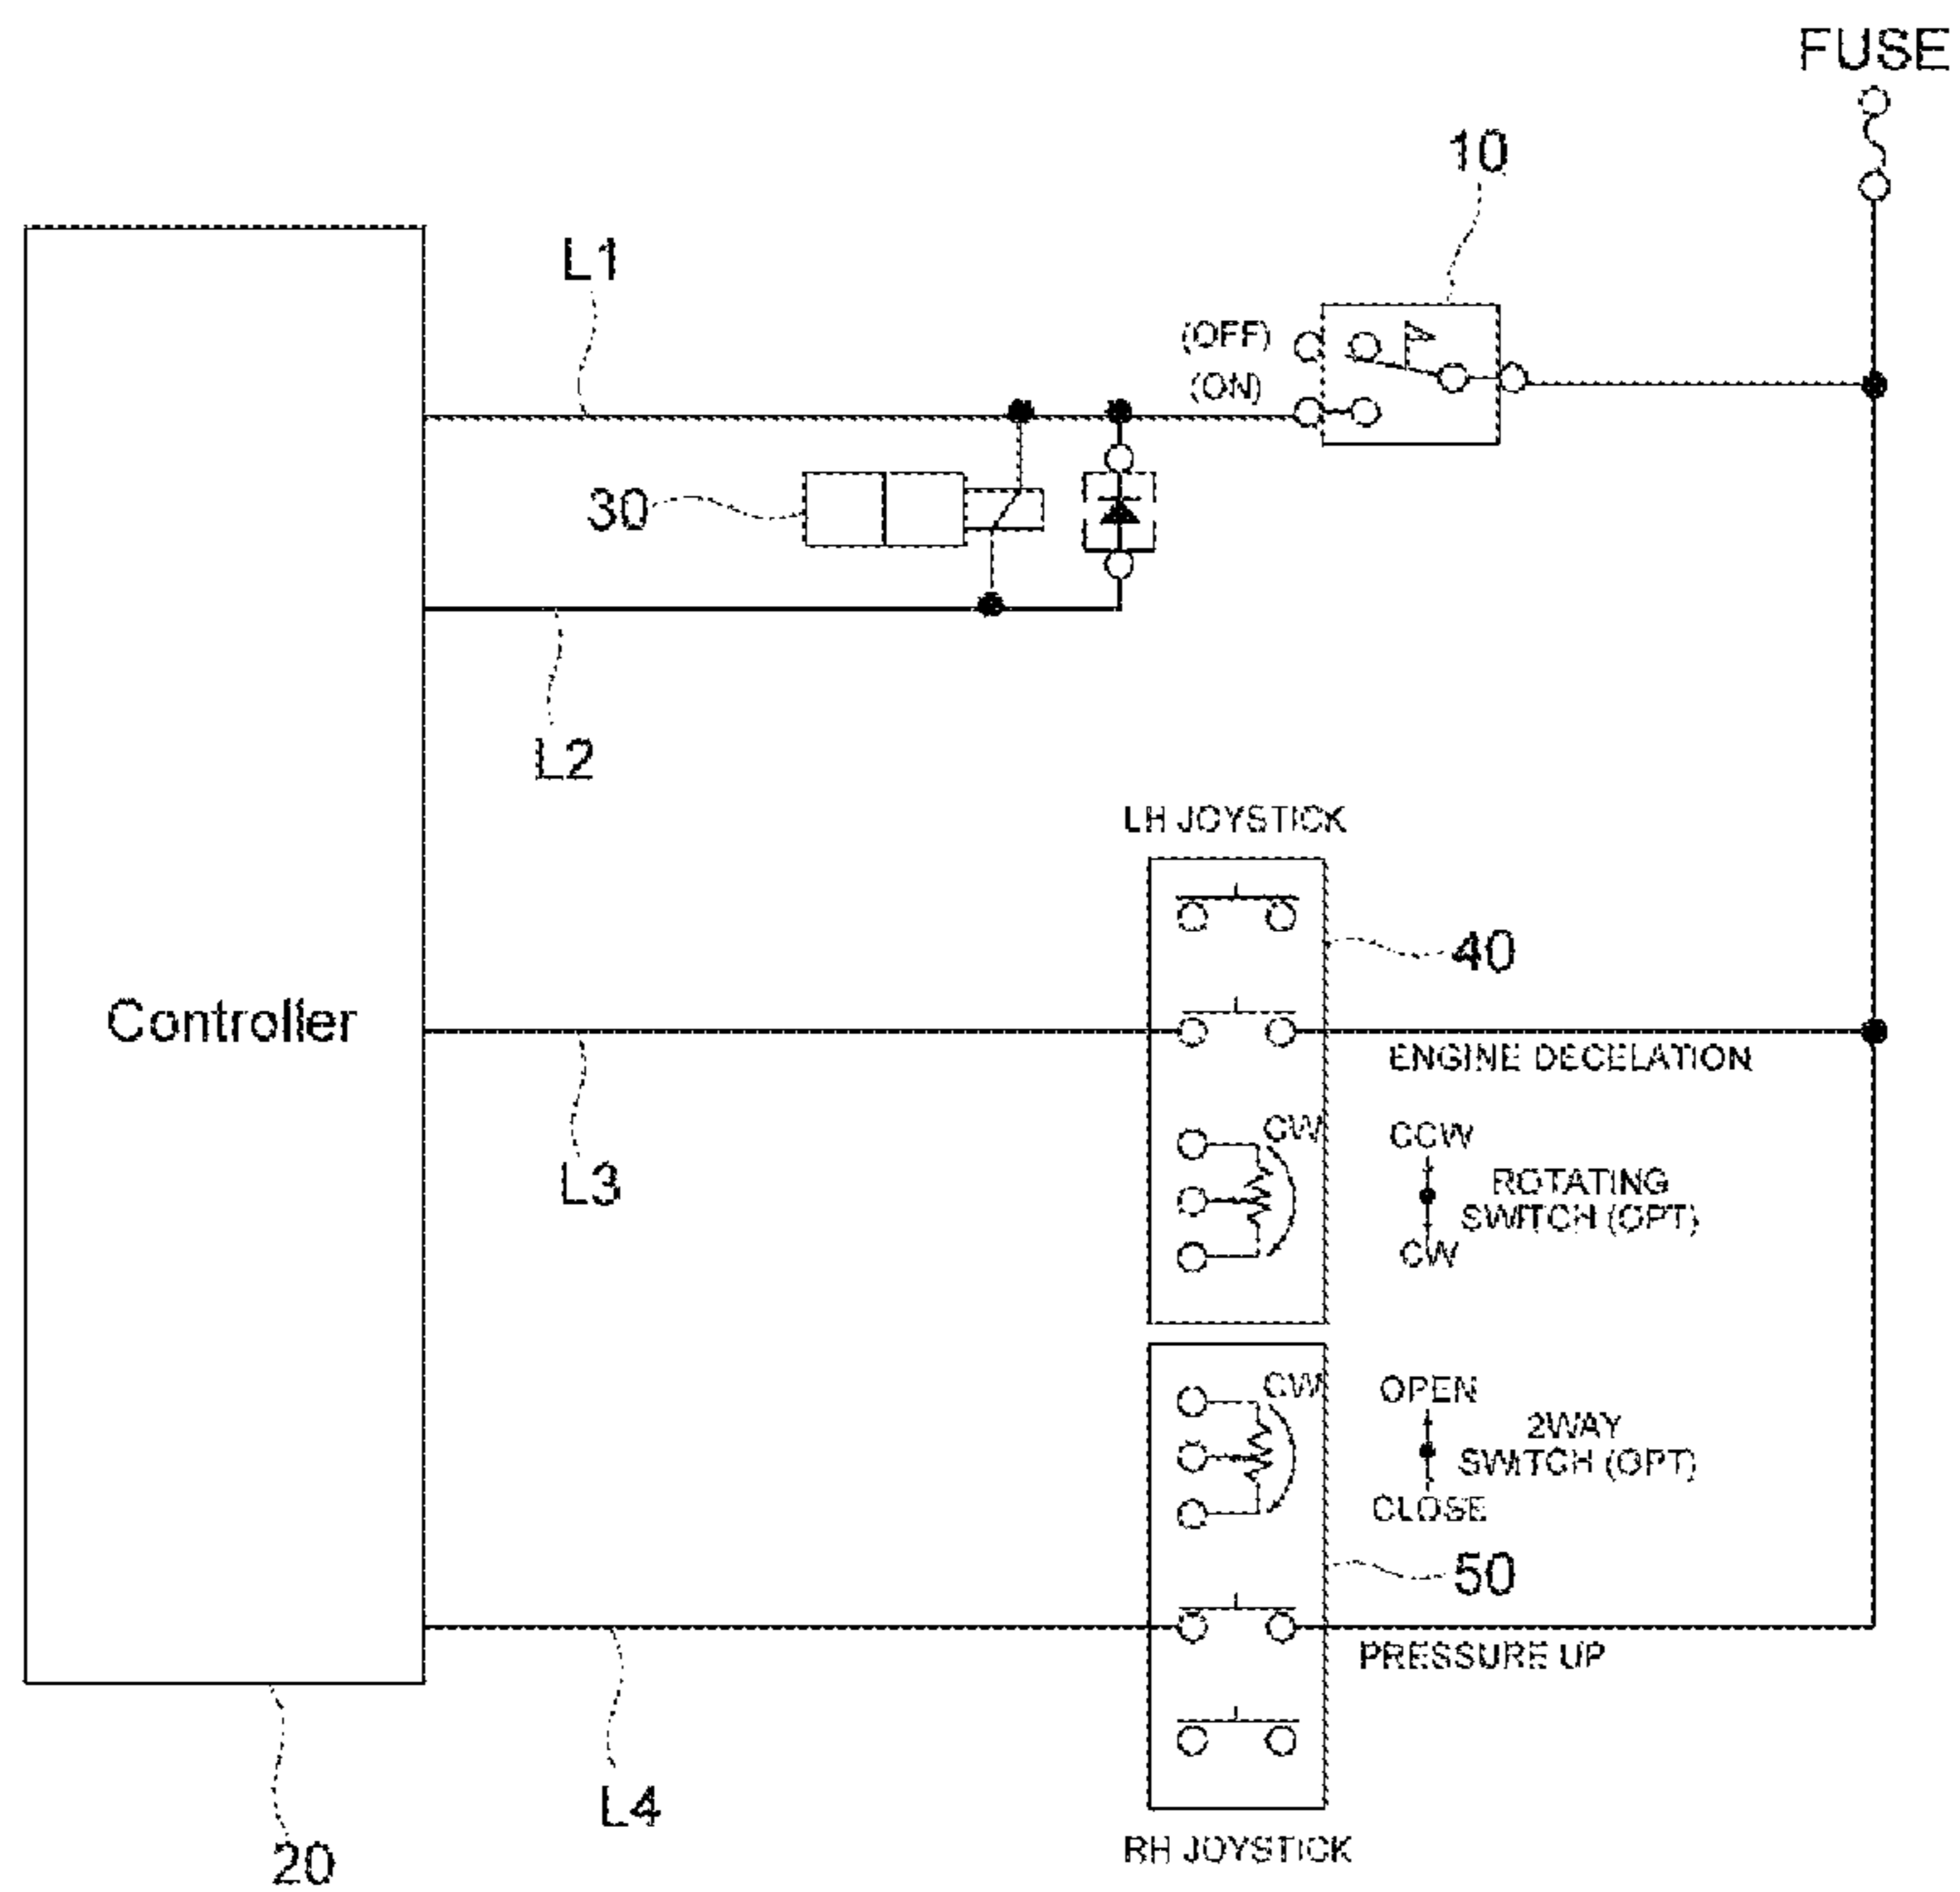 FUSE
10
L1
(OFF)
(ON)
30
L2
LH JOYSTICK
40
Controller
ENGINE DECELATION
CW
CCW
ROTATING
SWITCH (OPT)
CW
L3
CW
OPEN
2WAY
SWITCH (OPT)
CLOSE
50
PRESSURE UP
L4
RH JOYSTICK
20